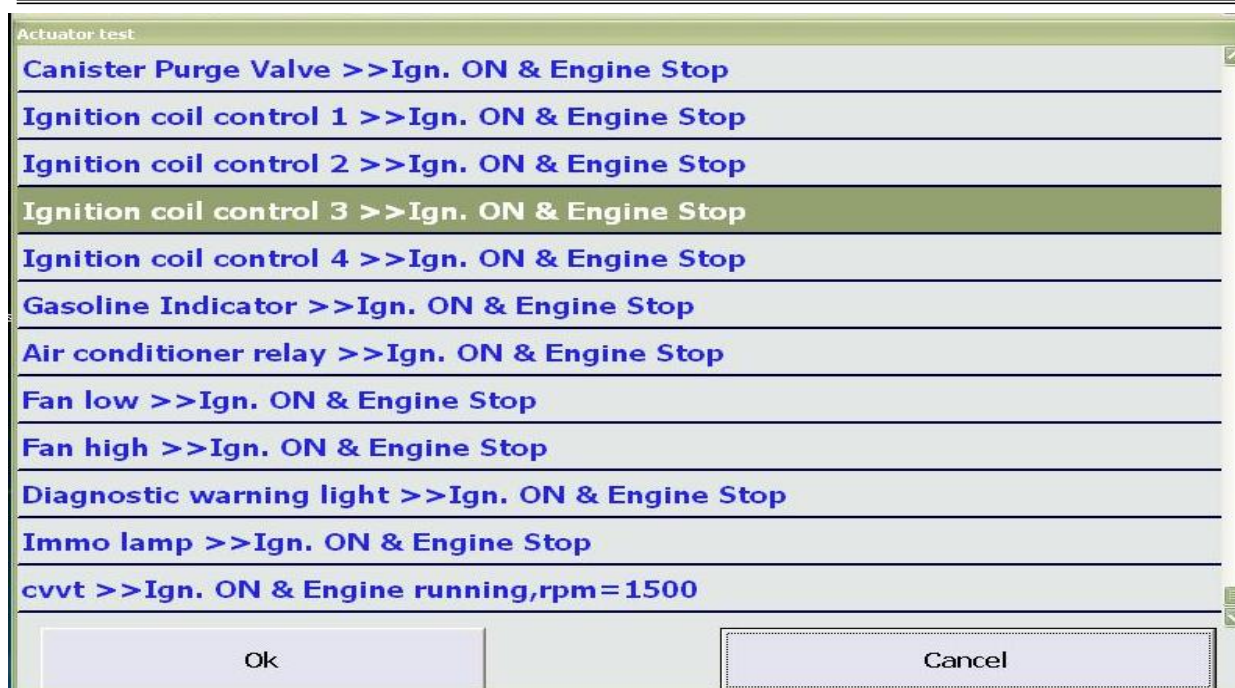 Actuator test
Canister Purge Valve >>Ign. ON & Engine Stop
Ignition coil control 1 >>Ign. ON & Engine Stop
Ignition coil control 2 >>Ign. ON & Engine Stop
Ignition coil control 3 >>Ign. ON & Engine Stop
Ignition coil control 4 >>Ign. ON & Engine Stop
Gasoline Indicator >>Ign. ON & Engine Stop
Air conditioner relay >>Ign. ON & Engine Stop
Fan low >>Ign. ON & Engine Stop
Fan high >>Ign. ON & Engine Stop
Diagnostic warning light >>Ign. ON & Engine Stop
Immo lamp >>Ign. ON & Engine Stop
cvvt >>Ign. ON & Engine running,rpm=1500
Ok
Cancel